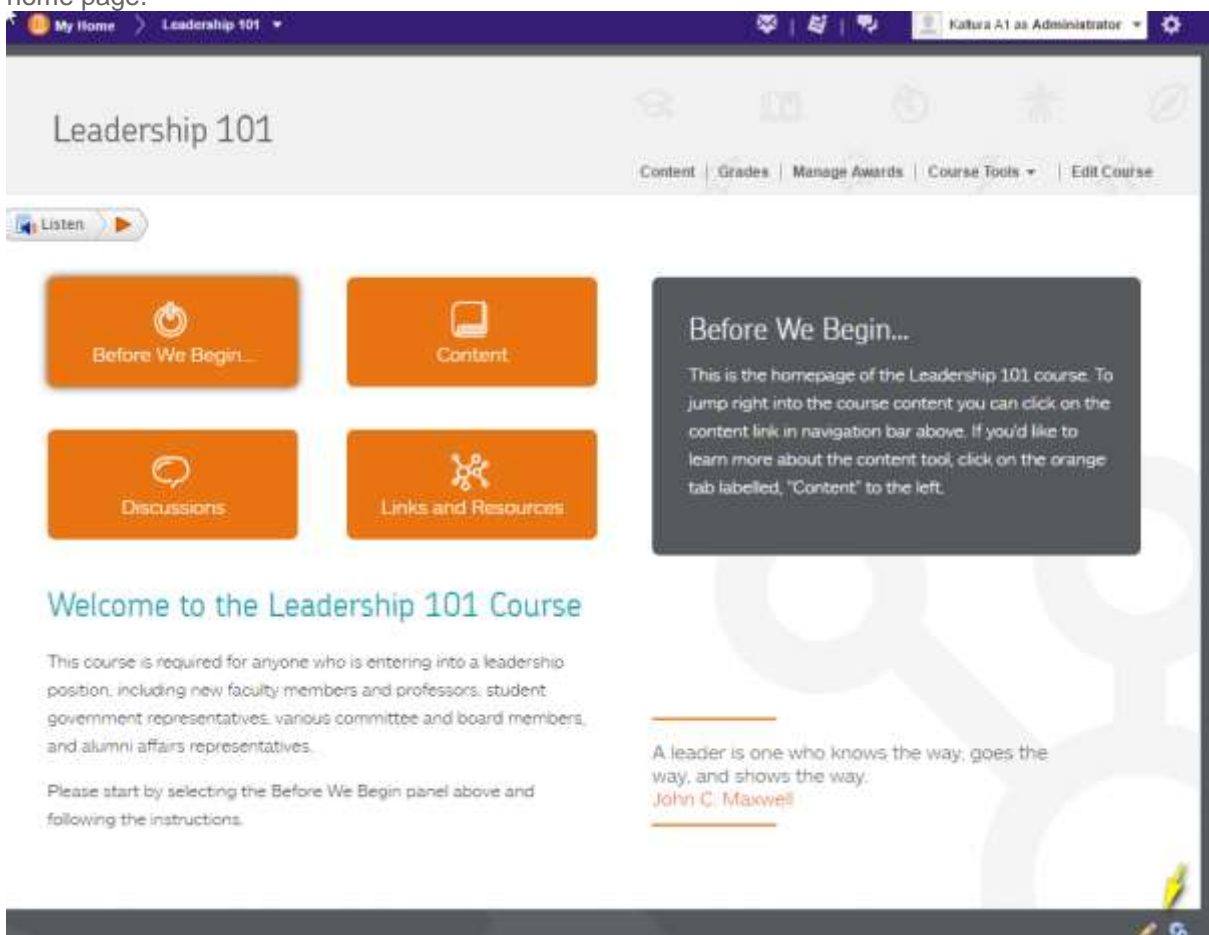 home page.
My Home
Leadership 101
Kaltura A1 as Administrator
Leadership 101
Content | Grades | Manage Awards | Course Tools | Edit Course
Listen
Before We Begin...
Content
Discussions
Links and Resources
Before We Begin...
This is the homepage of the Leadership 101 course. To
jump right into the course content you can click on the
content link in navigation bar above. If you'd like to
learn more about the content tool, click on the orange
tab labelled, "Content" to the left.
Welcome to the Leadership 101 Course
This course is required for anyone who is entering into a leadership
position, including new faculty members and professors, student
government representatives, various committee and board members,
and alumni affairs representatives.
Please start by selecting the Before We Begin panel above and
following the instructions.
A leader is one who knows the way, goes the
way, and shows the way.
John C. Maxwell